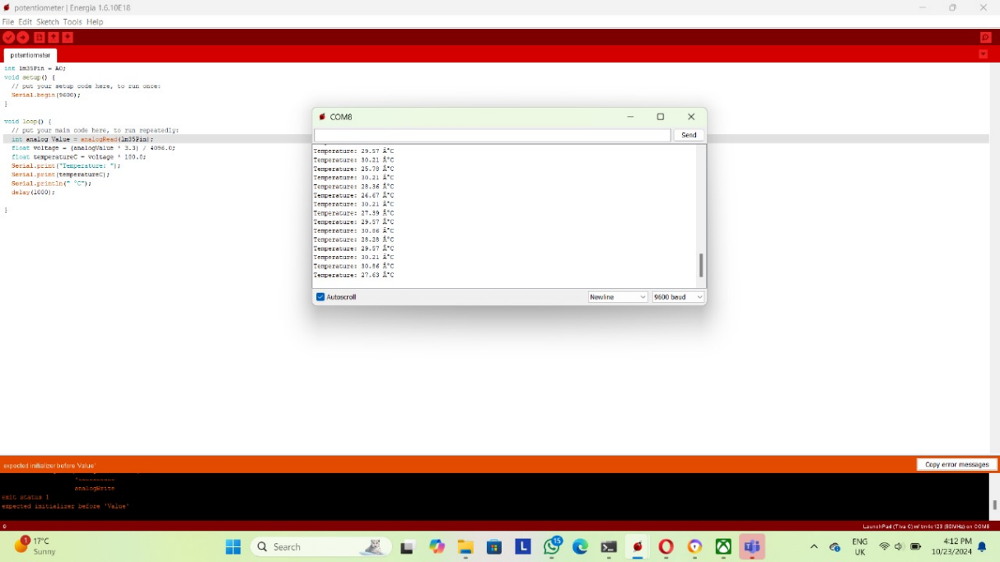 potentiometer | Energia 1.6.10E18
File Edit Sketch Tools Help
potentiometer
int lm35Pin = A0;
void setup() {
// put your setup code here, to run once:
Serial.begin(9600);
}
void loop() {
// put your main code here, to run repeatedly:
int analog Value = analogRead(lm35Pin);
float voltage = (analogValue * 3.3) / 4096.0;
float temperatureC = voltage * 100.0;
Serial.print("Temperature: ");
Serial.print(temperatureC);
Serial.println(" °C");
delay(1000);
}
COM8
Send
Temperature: 29.57 Â°C
Temperature: 30.21 Â°C
Temperature: 25.78 Â°C
Temperature: 30.21 Â°C
Temperature: 28.36 Â°C
Temperature: 26.67 Â°C
Temperature: 30.21 Â°C
Temperature: 27.39 Â°C
Temperature: 29.57 Â°C
Temperature: 30.86 Â°C
Temperature: 28.28 Â°C
Temperature: 29.57 Â°C
Temperature: 30.21 Â°C
Temperature: 30.86 Â°C
Temperature: 27.63 Â°C
Autoscroll
Newline
9600 baud
expected initializer before 'Value'
Copy error messages
^~~~~~~~~~
analogWrite
exit status 1
expected initializer before 'Value'
LaunchPad (Tiva C) w/ tm4c123 (80MHz) on COM8
1
17°C
Sunny
Search
L
15
ENG
UK
4:12 PM
10/23/2024